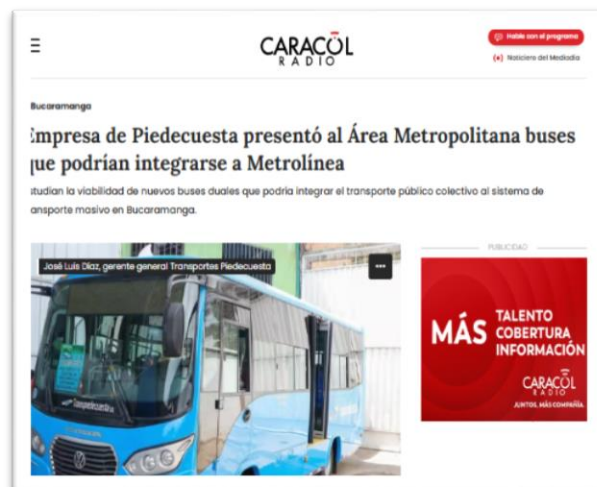 CARACOL
RADIO
Hable con el programa
Noticiero del Mediodía
Bucaramanga
Empresa de Piedecuesta presentó al Área Metropolitana buses
que podrían integrarse a Metrolínea
studian la viabilidad de nuevos buses duales que podría integrar el transporte público colectivo al sistema de
ansporte masivo en Bucaramanga.
PUBLICIDAD
José Luis Díaz, gerente general Transportes Piedecuesta
MÁS TALENTO
COBERTURA
INFORMACIÓN
CARACOL
RADIO
JUNTOS, MÁS COMPAÑÍA.